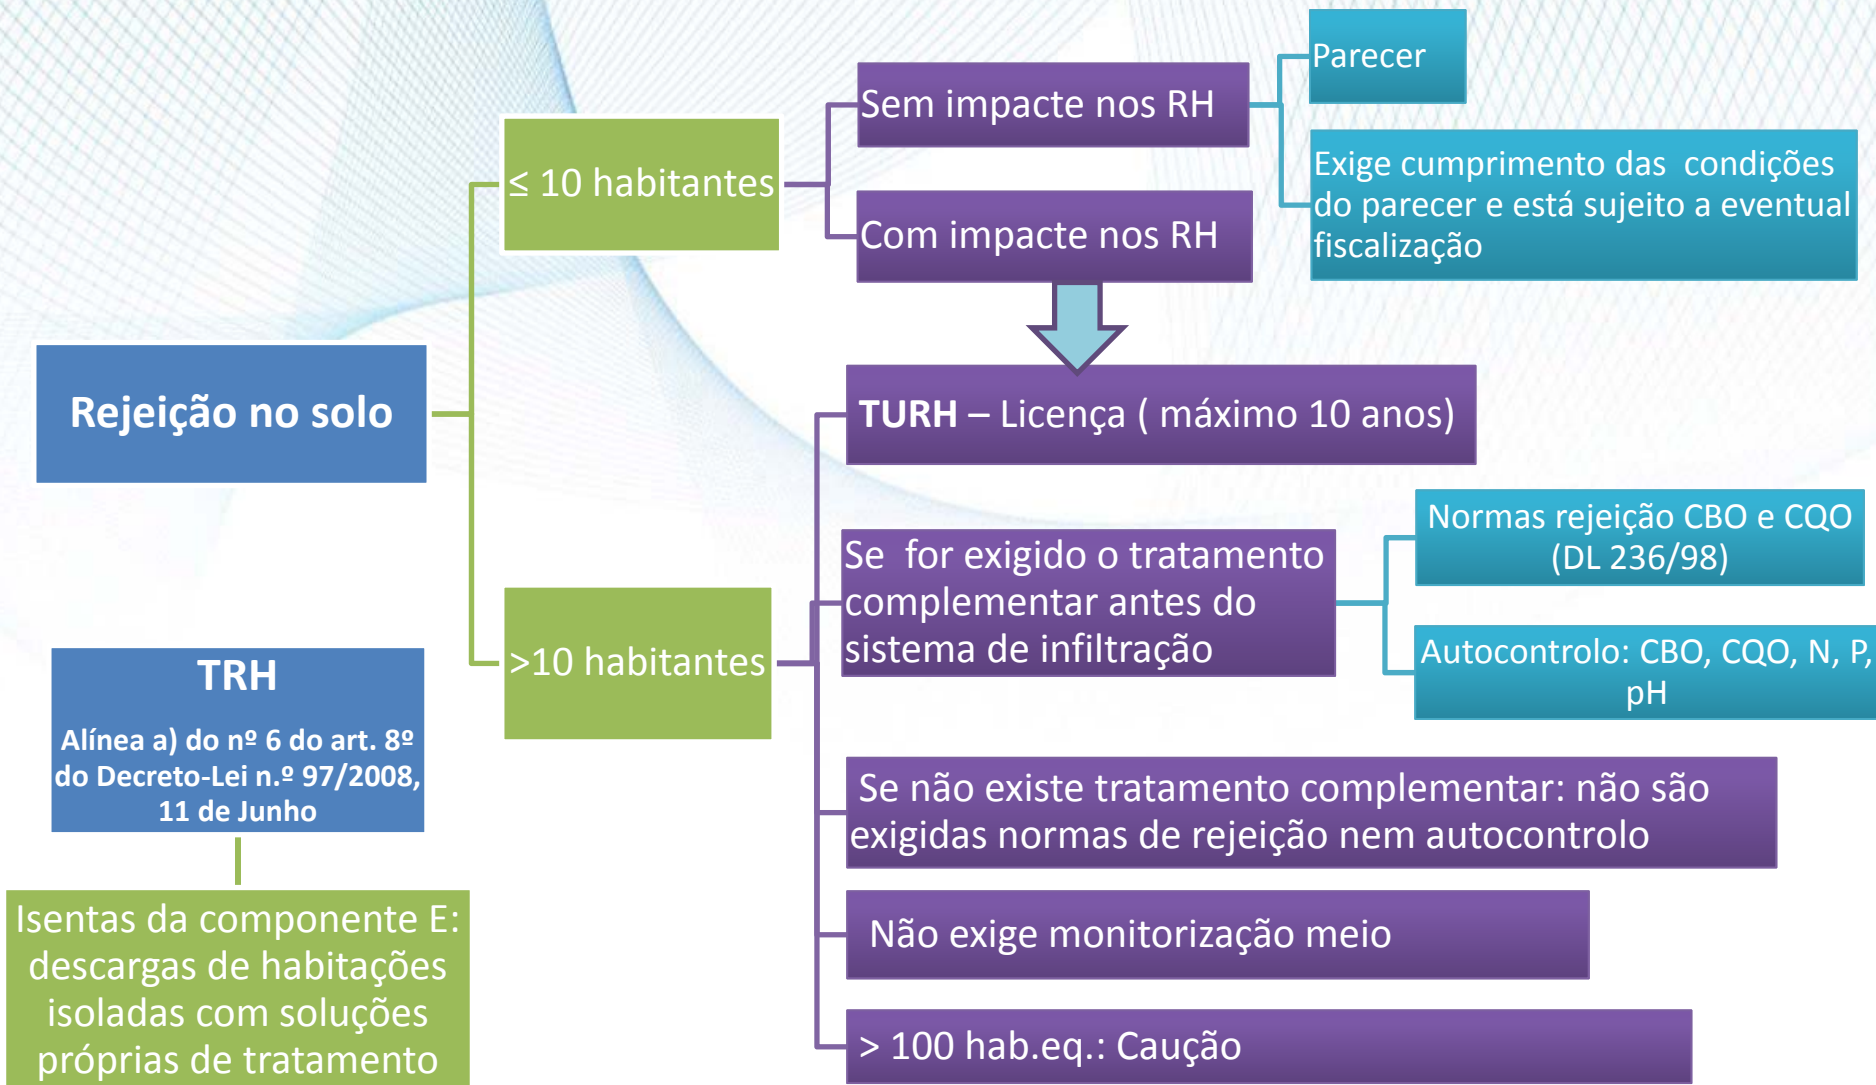 Parecer
Sem impacte nos RH
≤ 10 habitantes
Exige cumprimento das condições
do parecer e está sujeito a eventual
fiscalização
Com impacte nos RH
Rejeição no solo
TURH – Licença ( máximo 10 anos)
Se for exigido o tratamento
complementar antes do
sistema de infiltração
Normas rejeição CBO e CQO
(DL 236/98)
Autocontrolo: CBO, CQO, N, P,
pH
>10 habitantes
TRH
Alínea a) do nº 6 do art. 8º
do Decreto-Lei n.º 97/2008,
11 de Junho
Se não existe tratamento complementar: não são
exigidas normas de rejeição nem autocontrolo
Isentas da componente E:
descargas de habitações
isoladas com soluções
próprias de tratamento
Não exige monitorização meio
> 100 hab.eq.: Caução